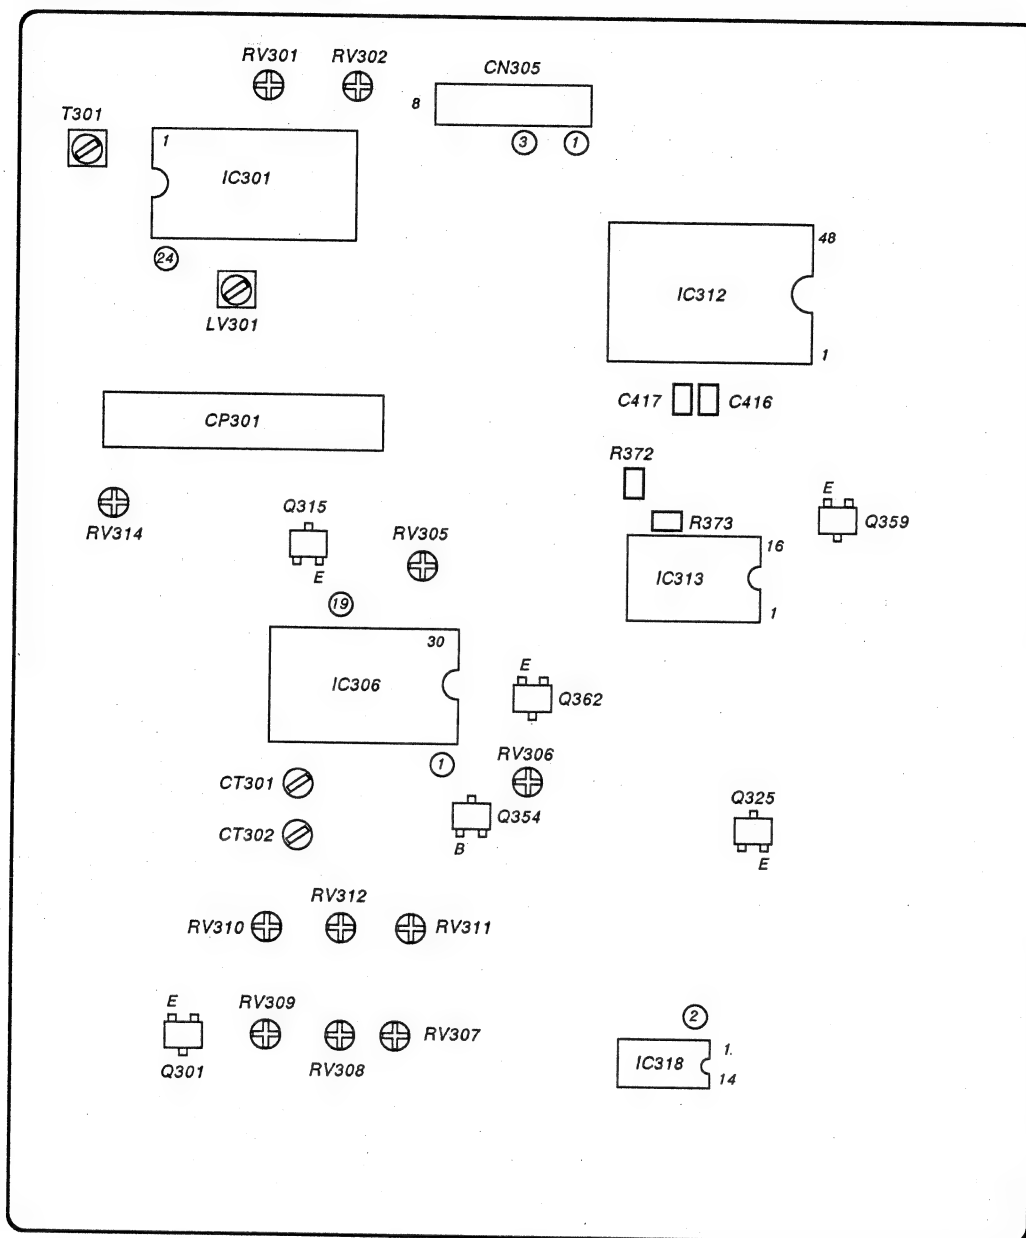 RV301 RV302
CN305
8
T301
3 1
1
IC301
24
48
IC312
LV301
1
C417 C416
CP301
R372
E
Q315
R373
Q359
RV314
RV305
16
E
IC313
19
1
30
E
IC306
Q362
1
RV306
CT301
Q325
Q354
CT302
B
E
RV312
RV310
RV311
E
RV309
2
RV307
1.
IC318
Q301
RV308
14